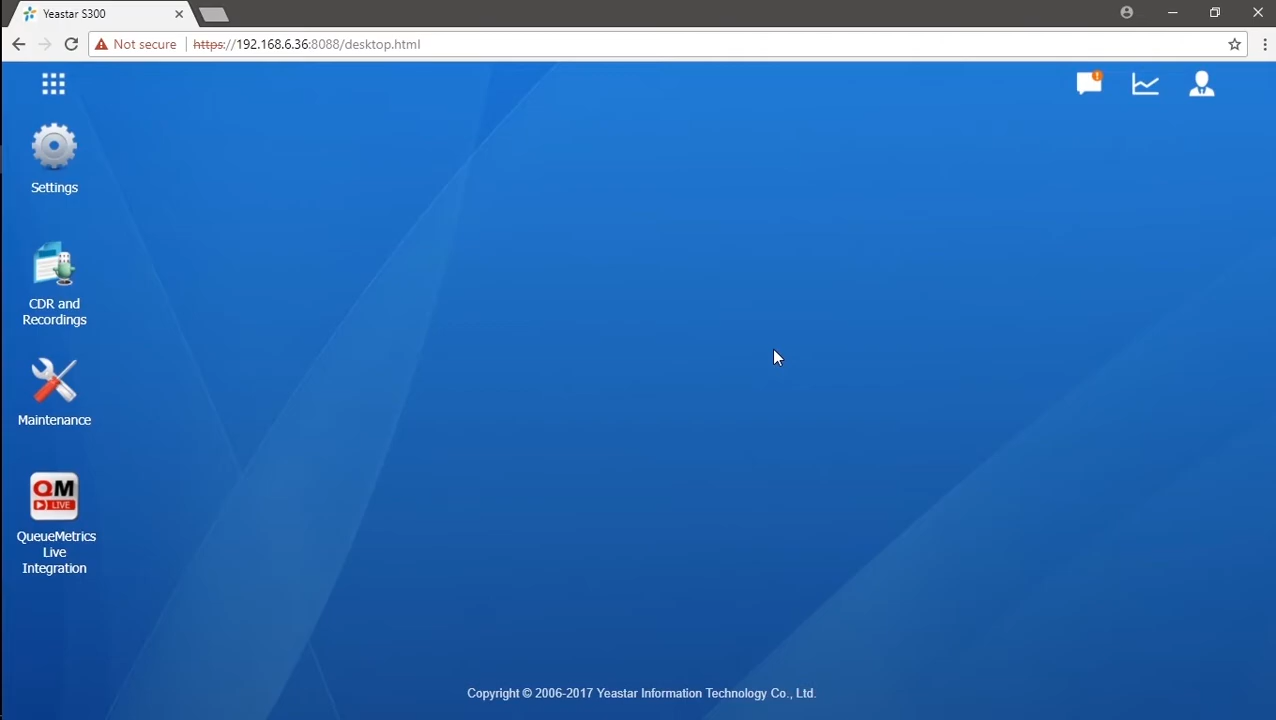 Yeastar S300
Not secure
https://192.168.6.36:8088/desktop.html
Settings
CDR and
Recordings
Maintenance
QM
LIVE
QueueMetrics
Live
Integration
Copyright © 2006-2017 Yeastar Information Technology Co., Ltd.